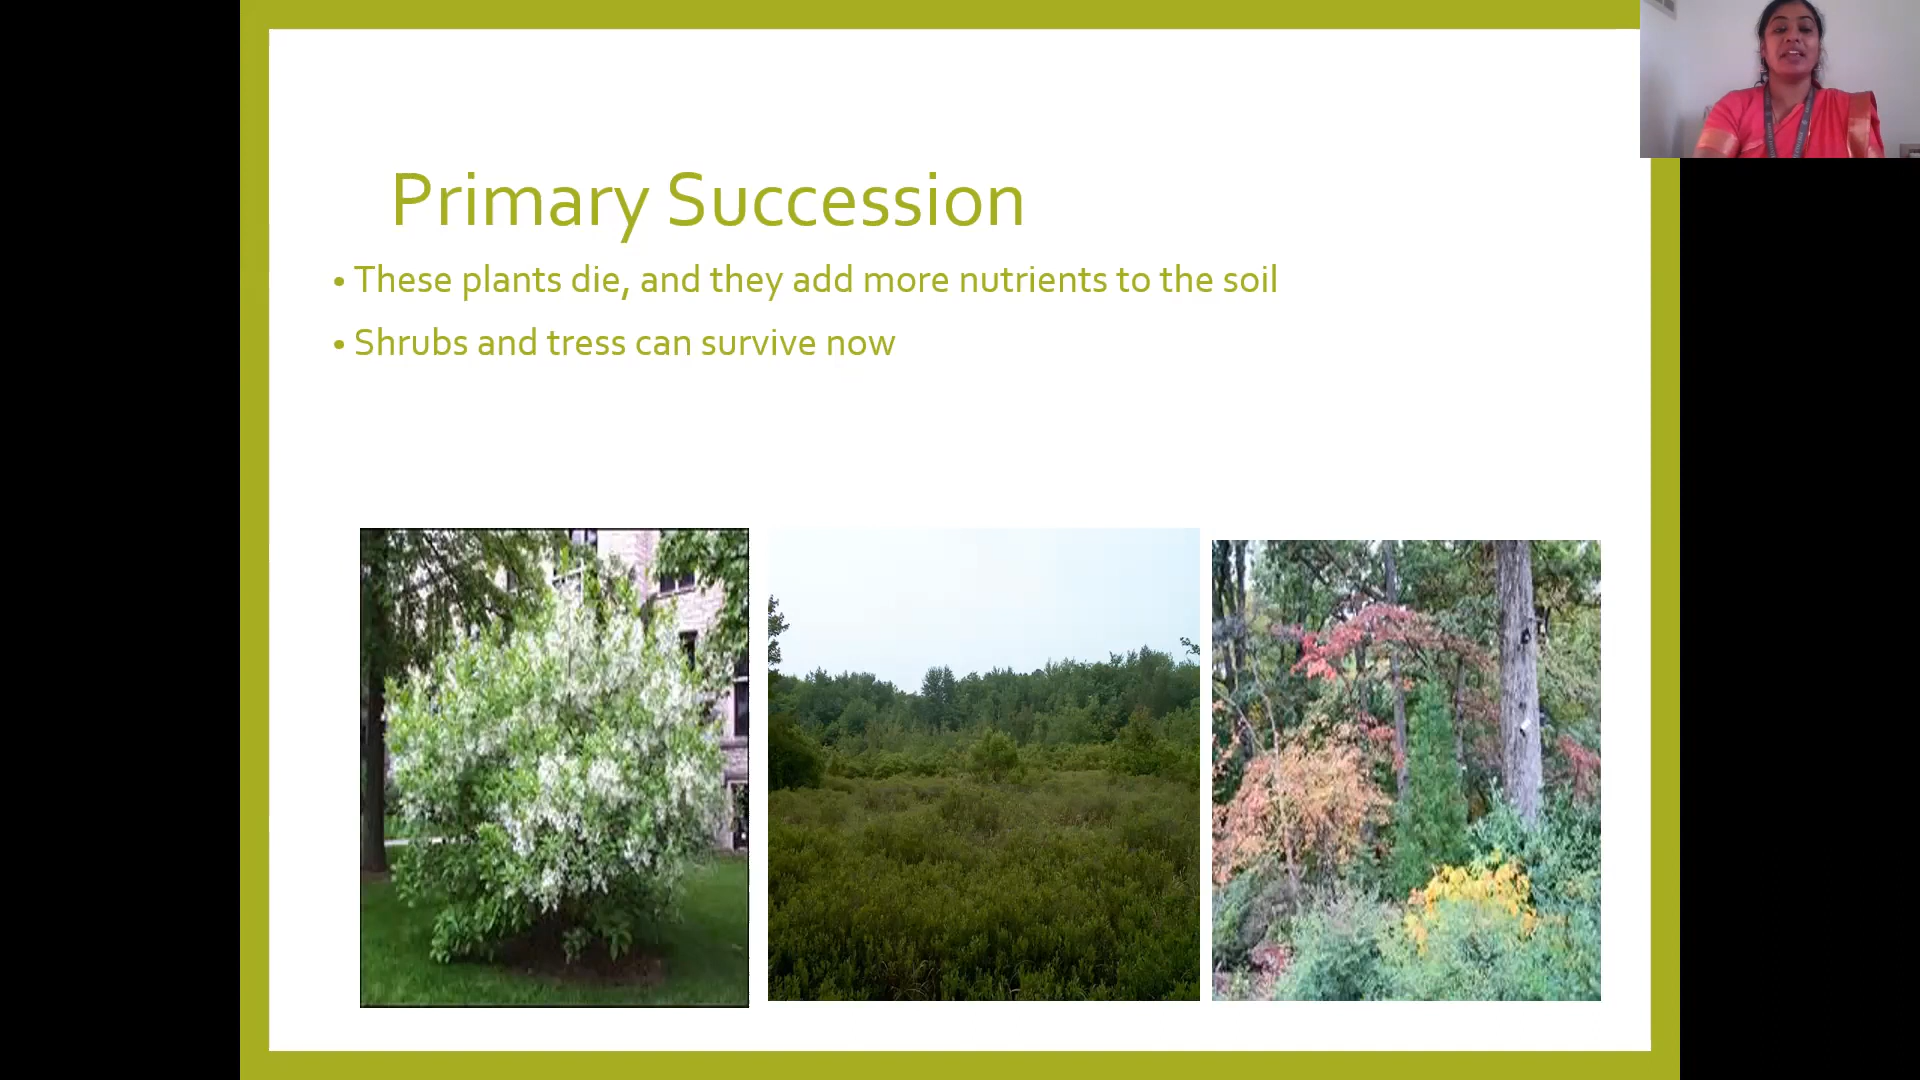 Primary Succession
• These plants die, and they add more nutrients to the soil
• Shrubs and tress can survive now